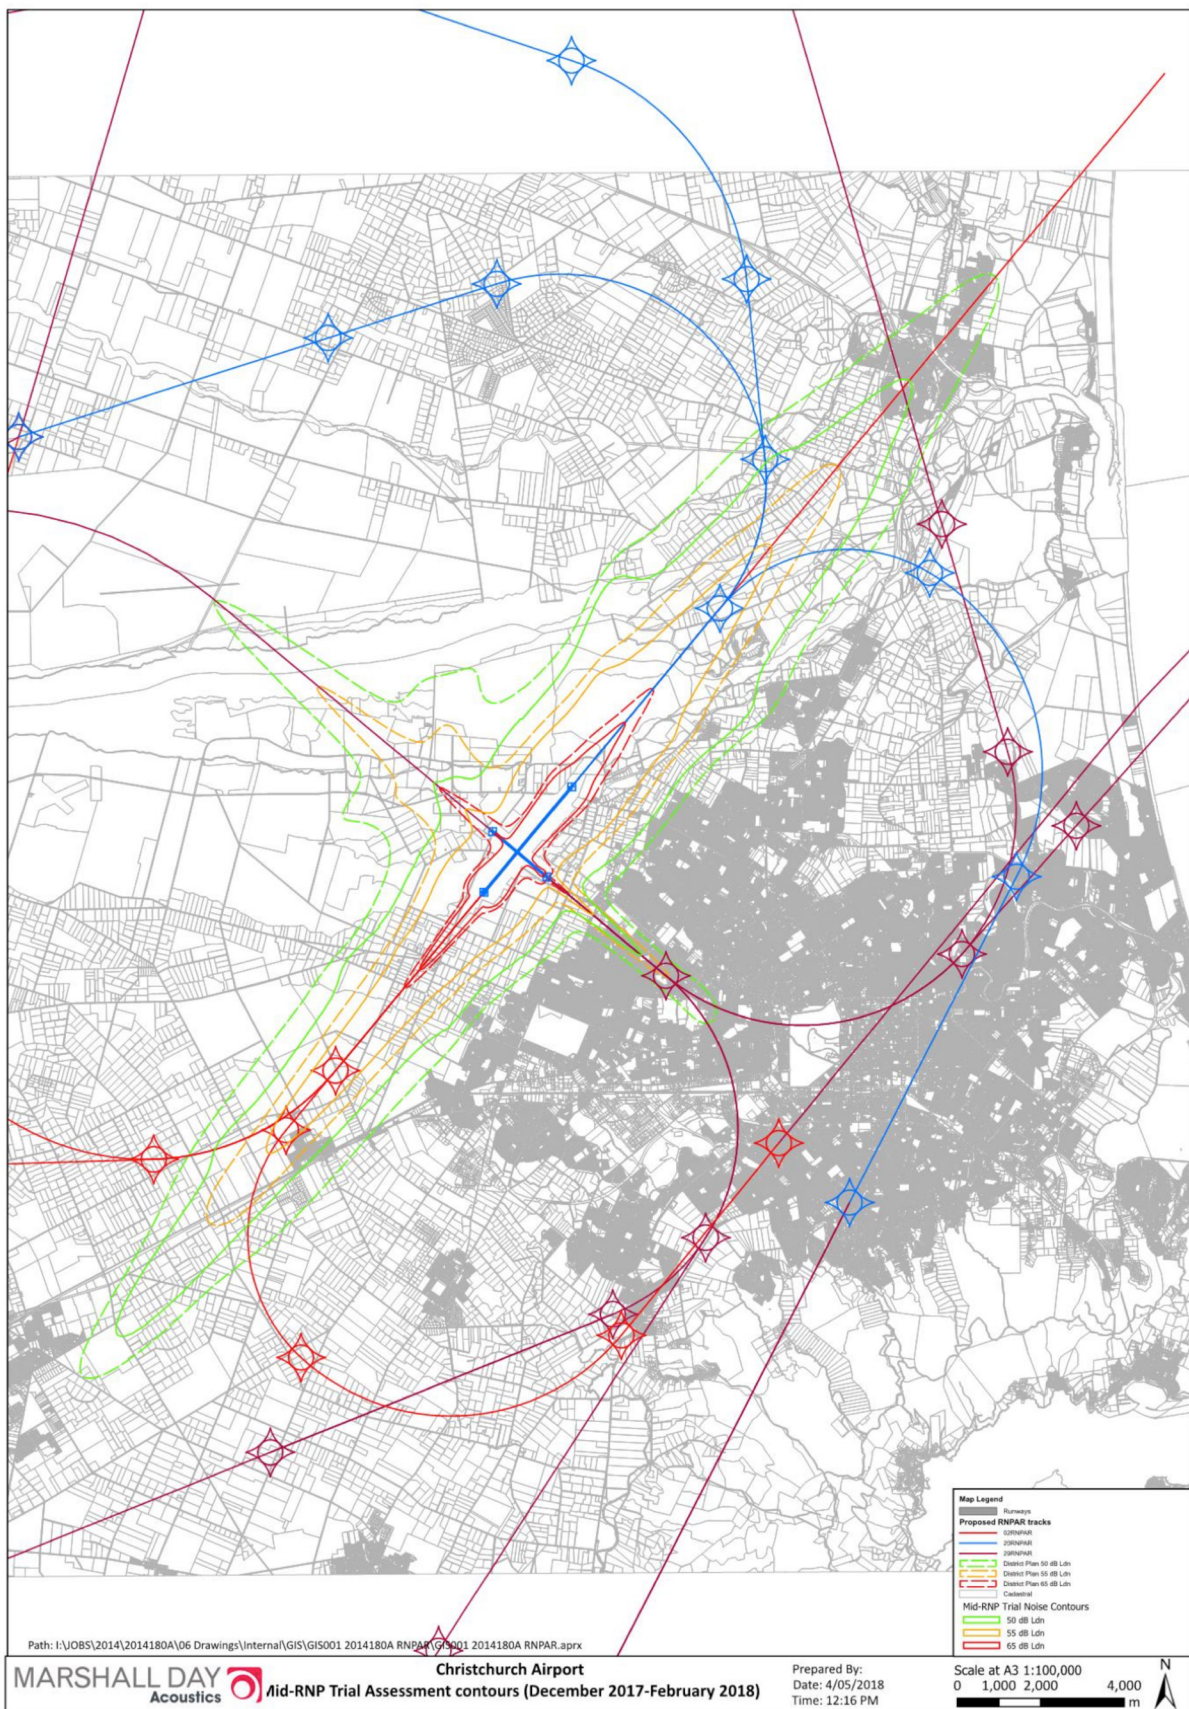 Map Legend
Runways
Proposed RNPAR tracks
02RNPAR
20RNPAR
29RNPAR
District Plan 50 dB Ldn
District Plan 55 dB Ldn
District Plan 65 dB Ldn
Cadastral
Mid-RNP Trial Noise Contours
50 dB Ldn
55 dB Ldn
65 dB Ldn
Path: I:\JOBS\2014\2014180A\06 Drawings\Internal\GIS\GIS001 2014180A RNPAR\GIS001 2014180A RNPAR.aprx
MARSHALL DAY
Acoustics
Christchurch Airport
Mid-RNP Trial Assessment contours (December 2017-February 2018)
Prepared By:
Date: 4/05/2018
Time: 12:16 PM
Scale at A3 1:100,000
0 1,000 2,000 4,000
m
N